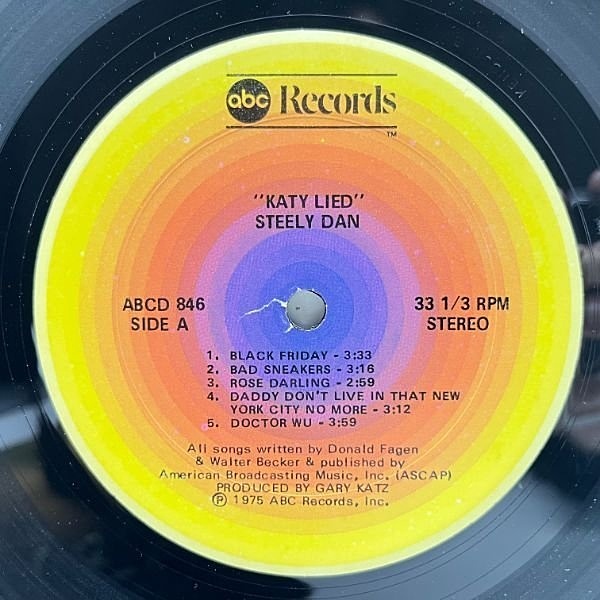 abc Records
TM
"KATY LIED"
STEELY DAN
ABCD 846
SIDE A
33 1/3 RPM
STEREO
1. BLACK FRIDAY - 3:33
2. BAD SNEAKERS - 3:16
3. ROSE DARLING - 2:59
4. DADDY DON'T LIVE IN THAT NEW
YORK CITY NO MORE - 3:12
5. DOCTOR WU - 3:59
All songs written by Donald Fagen
& Walter Becker & published by
American Broadcasting Music, Inc. (ASCAP)
PRODUCED BY GARY KATZ
Ⓟ 1975 ABC Records, Inc.